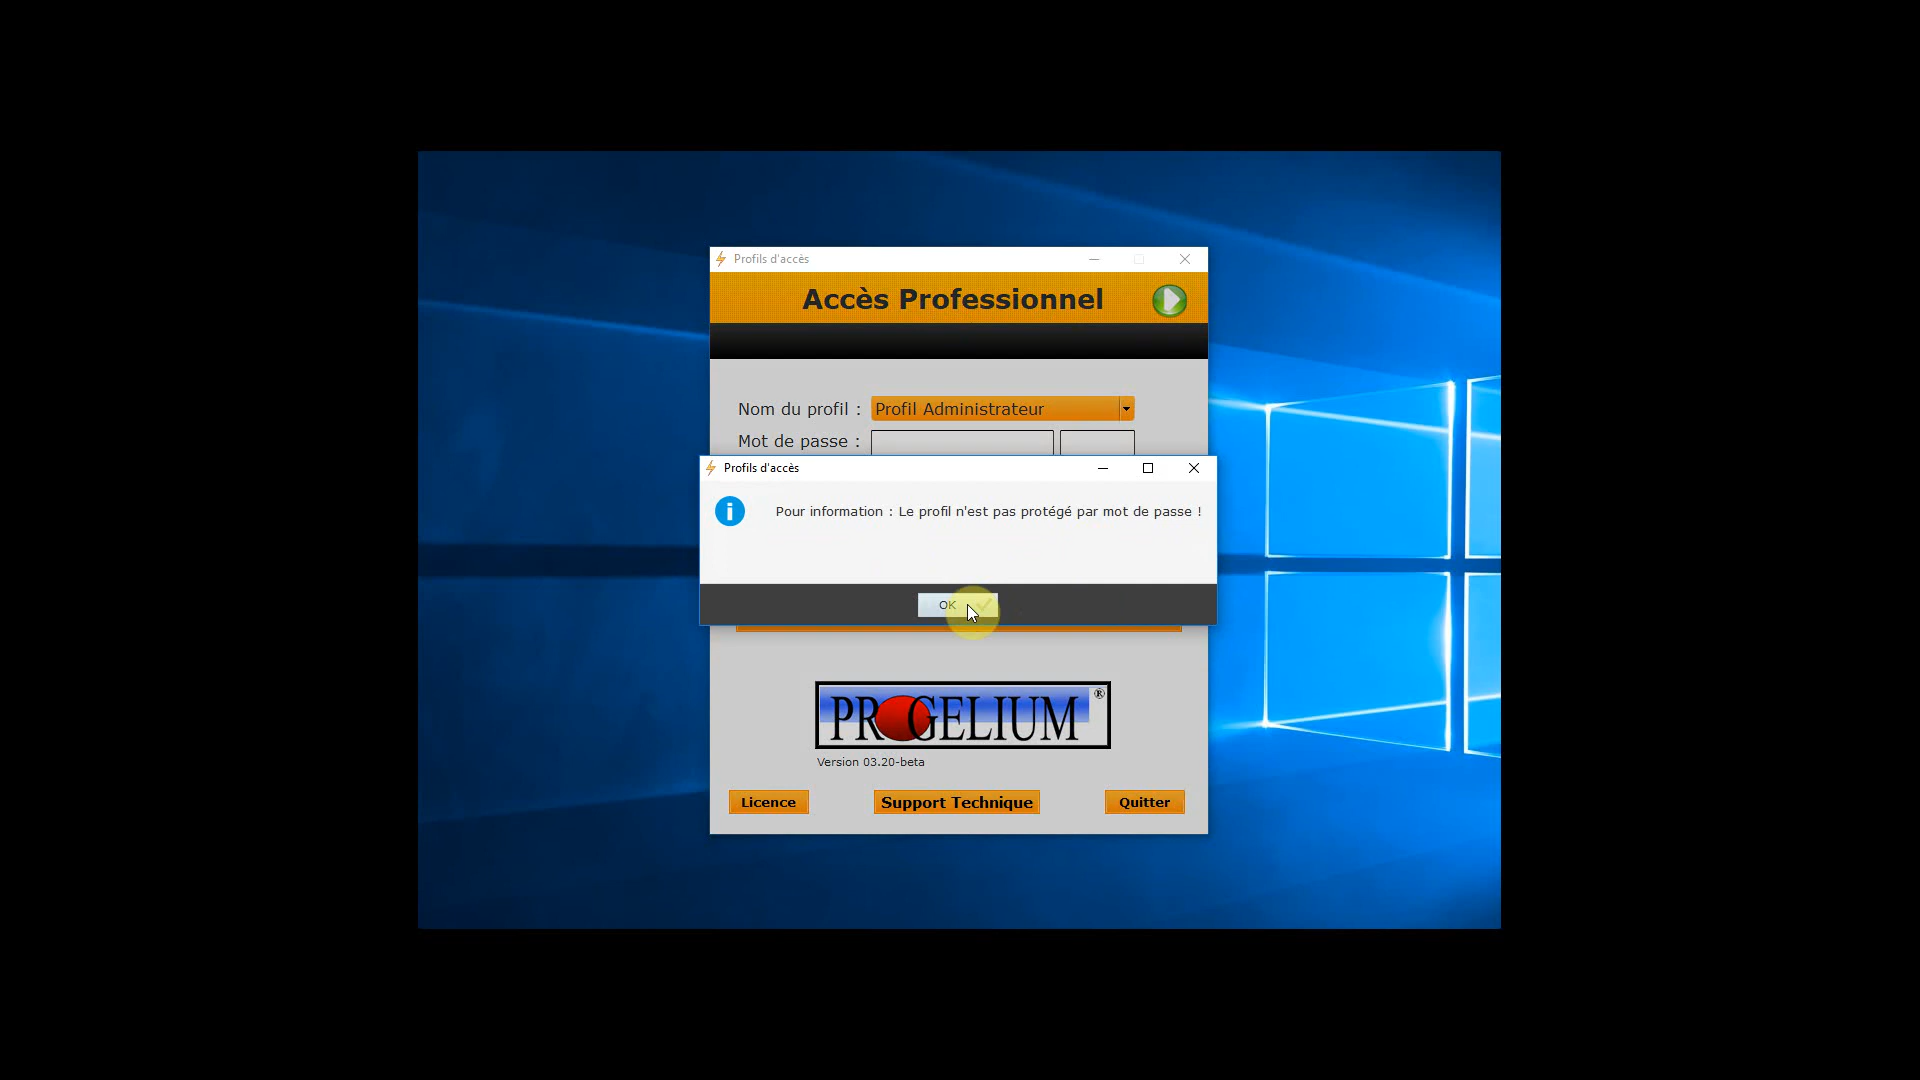 Profils d'accès
Accès Professionnel
Nom du profil : Profil Administrateur
Mot de passe :
Profils d'accès
Pour information : Le profil n'est pas protégé par mot de passe !
OK
PROGELIUM ®
Version 03.20-beta
Licence Support Technique Quitter